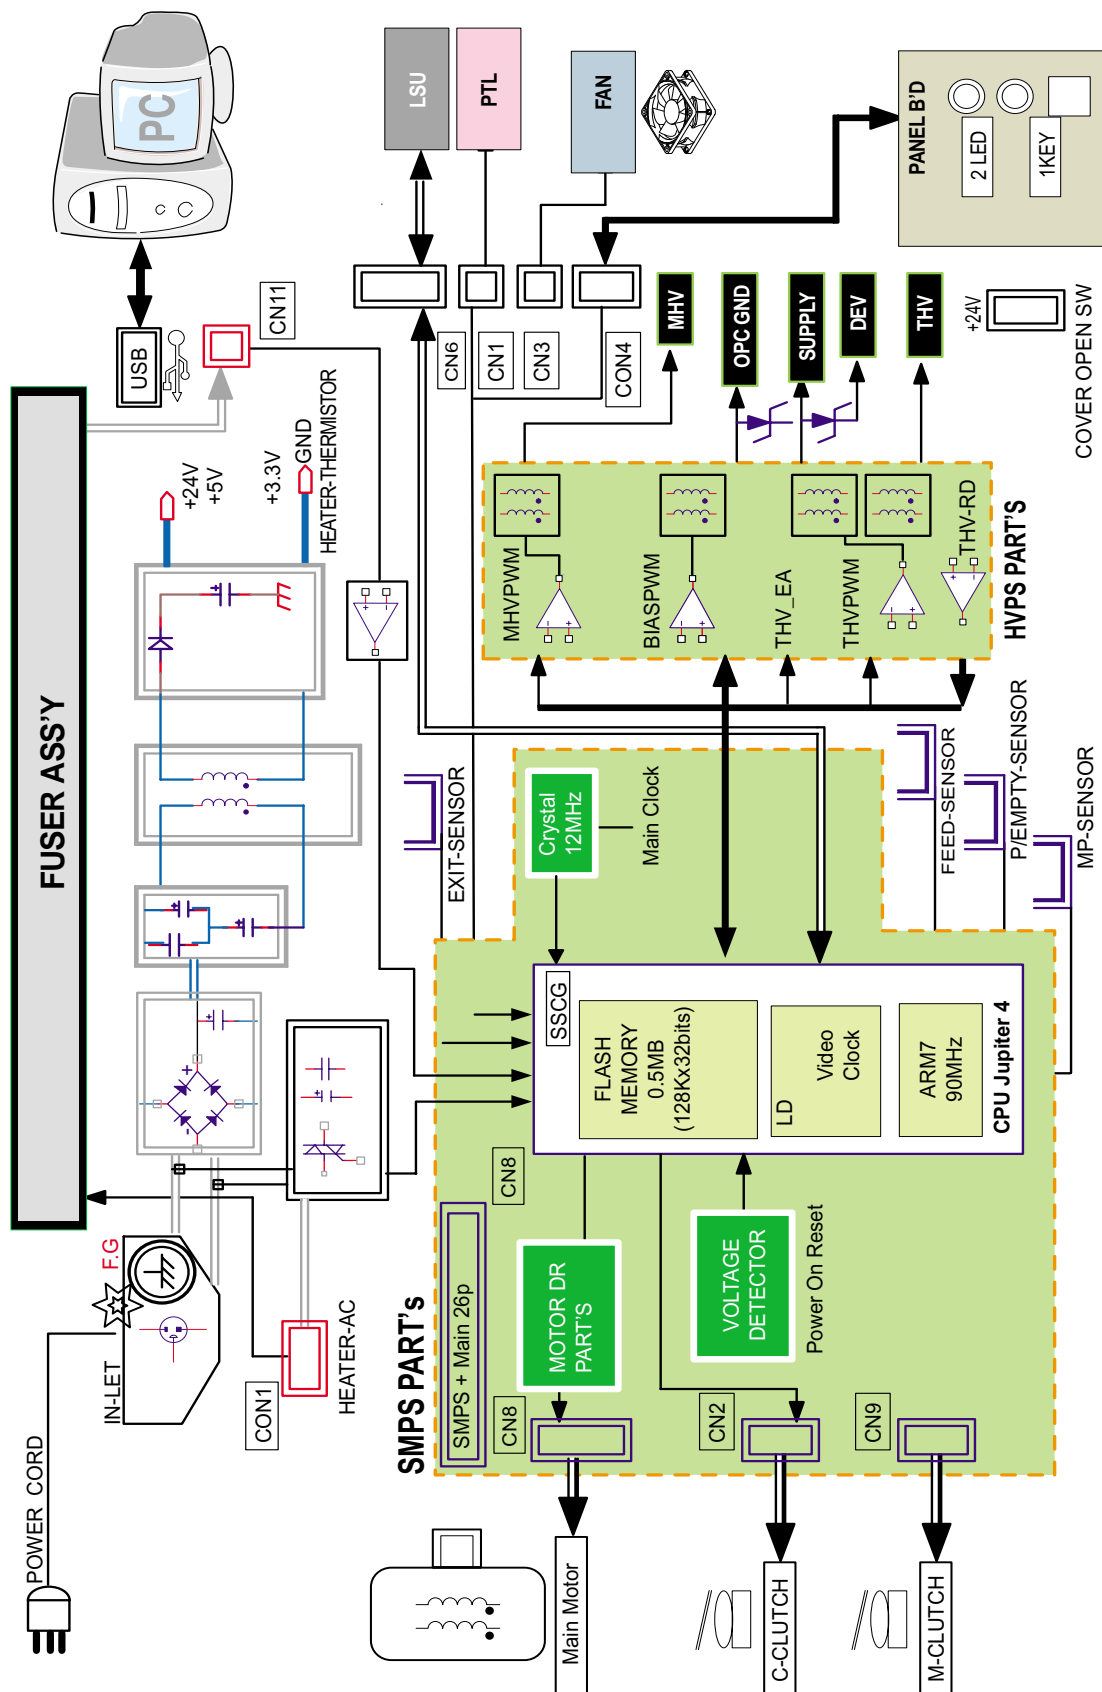 POWER CORD
IN-LET
F.G
FUSER ASS'Y
CON1
HEATER-AC
+24V
+5V
+3.3V
GND
HEATER-THERMISTOR
USB
CN11
PC
LSU
PTL
FAN
PANEL B'D
2 LED
1KEY
CN6
CN1
CN3
CON4
MHV
OPC GND
SUPPLY
DEV
THV
+24V
COVER OPEN SW
MHVPWM
BIASPWM
THV_EA
THVPWM
THV-RD
HVPS PART'S
EXIT-SENSOR
FEED-SENSOR
P/EMPTY-SENSOR
MP-SENSOR
Crystal
12MHz
Main Clock
SSCG
FLASH
MEMORY
0.5MB
(128Kx32bits)
LD
Video
Clock
ARM7
90MHz
CPU Jupiter 4
SMPS PART's
SMPS + Main 26p
CN8
MOTOR DR
PART'S
VOLTAGE
DETECTOR
Power On Reset
CN8
CN2
CN9
Main Motor
C-CLUTCH
M-CLUTCH